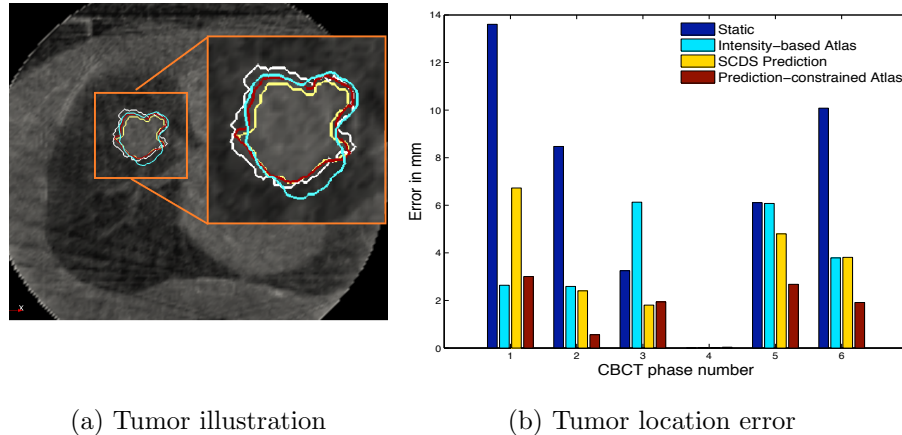 x
Error in mm
14
12
10
8
6
4
2
0
Static
Intensity-based Atlas
SCDS Prediction
Prediction-constrained Atlas
1 2 3 4 5 6
CBCT phase number
(a) Tumor illustration
(b) Tumor location error